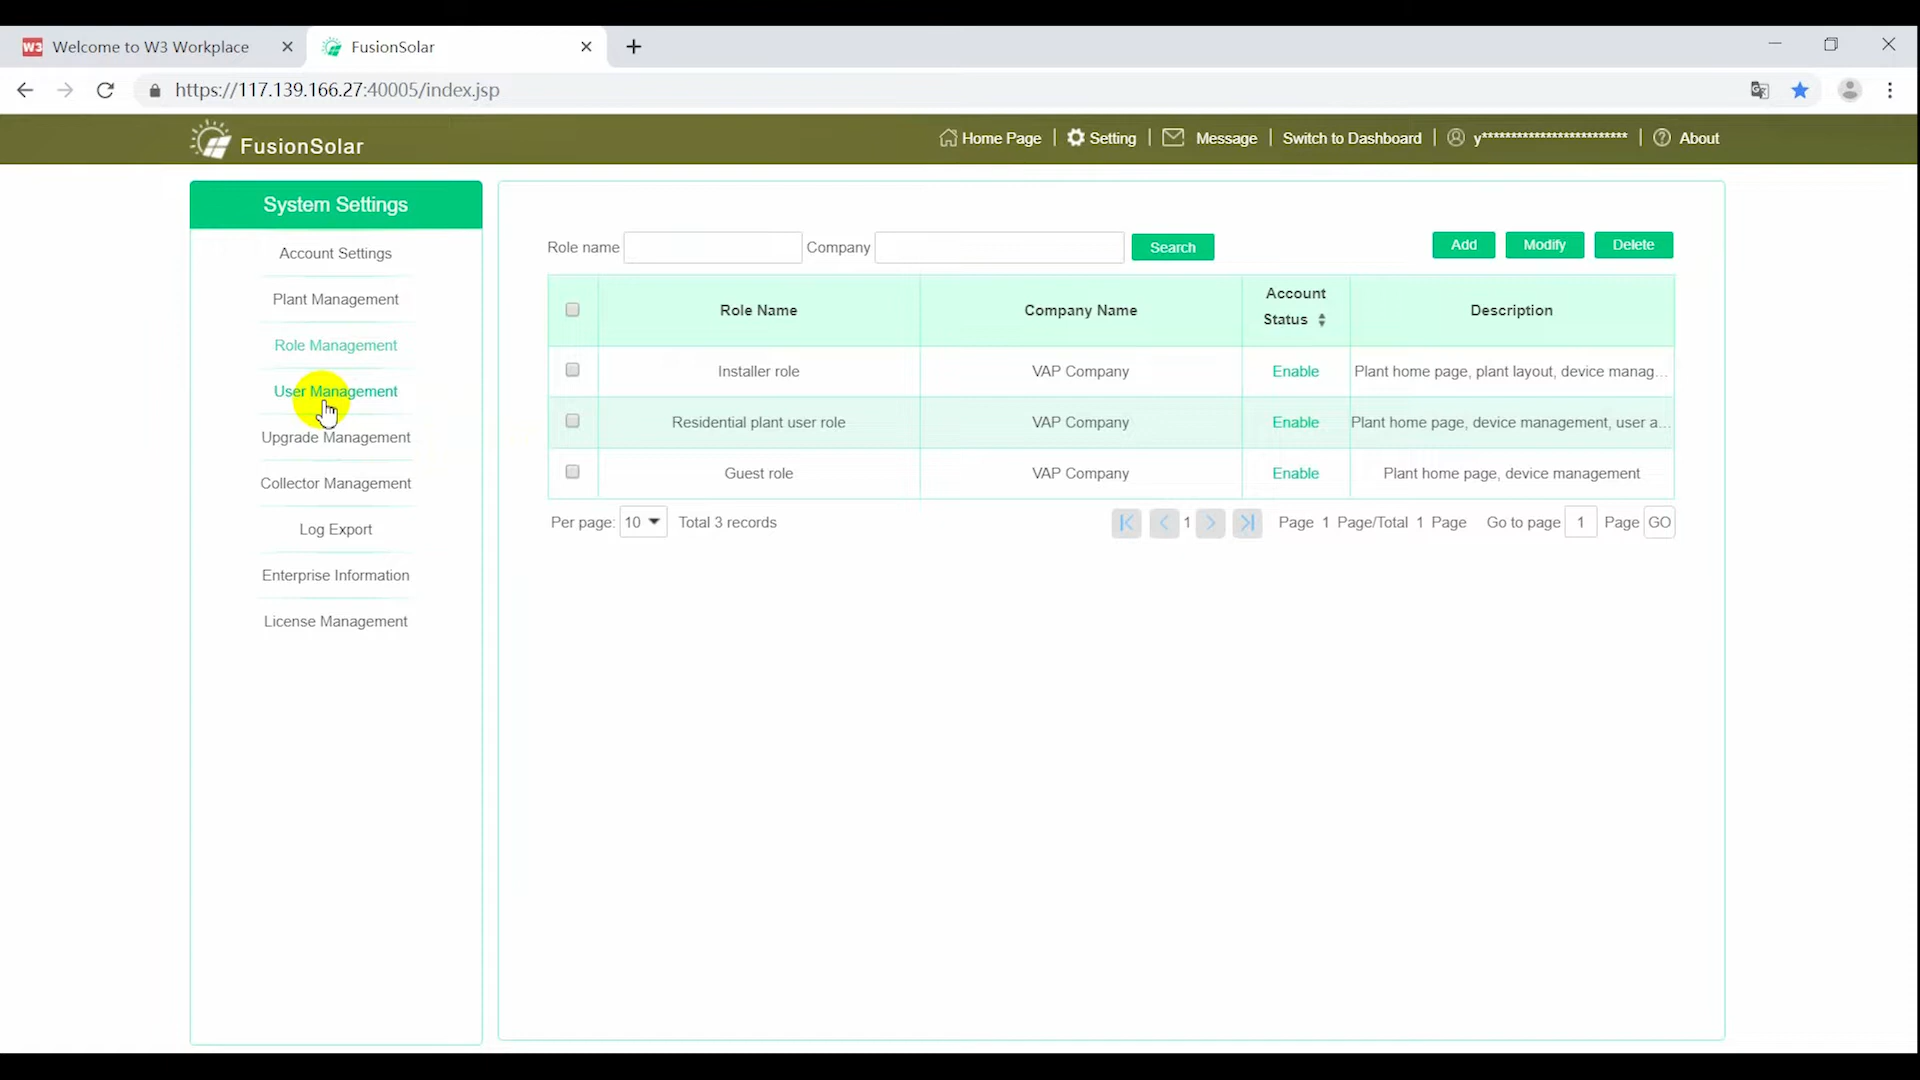 W3 Welcome to W3 Workplace
FusionSolar
https://117.139.166.27:40005/index.jsp
FusionSolar
Home Page | Setting | Message | Switch to Dashboard | y************************* | About
System Settings
Account Settings
Plant Management
Role Management
User Management
Upgrade Management
Collector Management
Log Export
Enterprise Information
License Management
Role name Company Search Add Modify Delete
Role Name Company Name Account Status Description
Installer role VAP Company Enable Plant home page, plant layout, device manag...
Residential plant user role VAP Company Enable Plant home page, device management, user a...
Guest role VAP Company Enable Plant home page, device management
Per page: 10 Total 3 records 1 Page 1 Page/Total 1 Page Go to page 1 Page GO